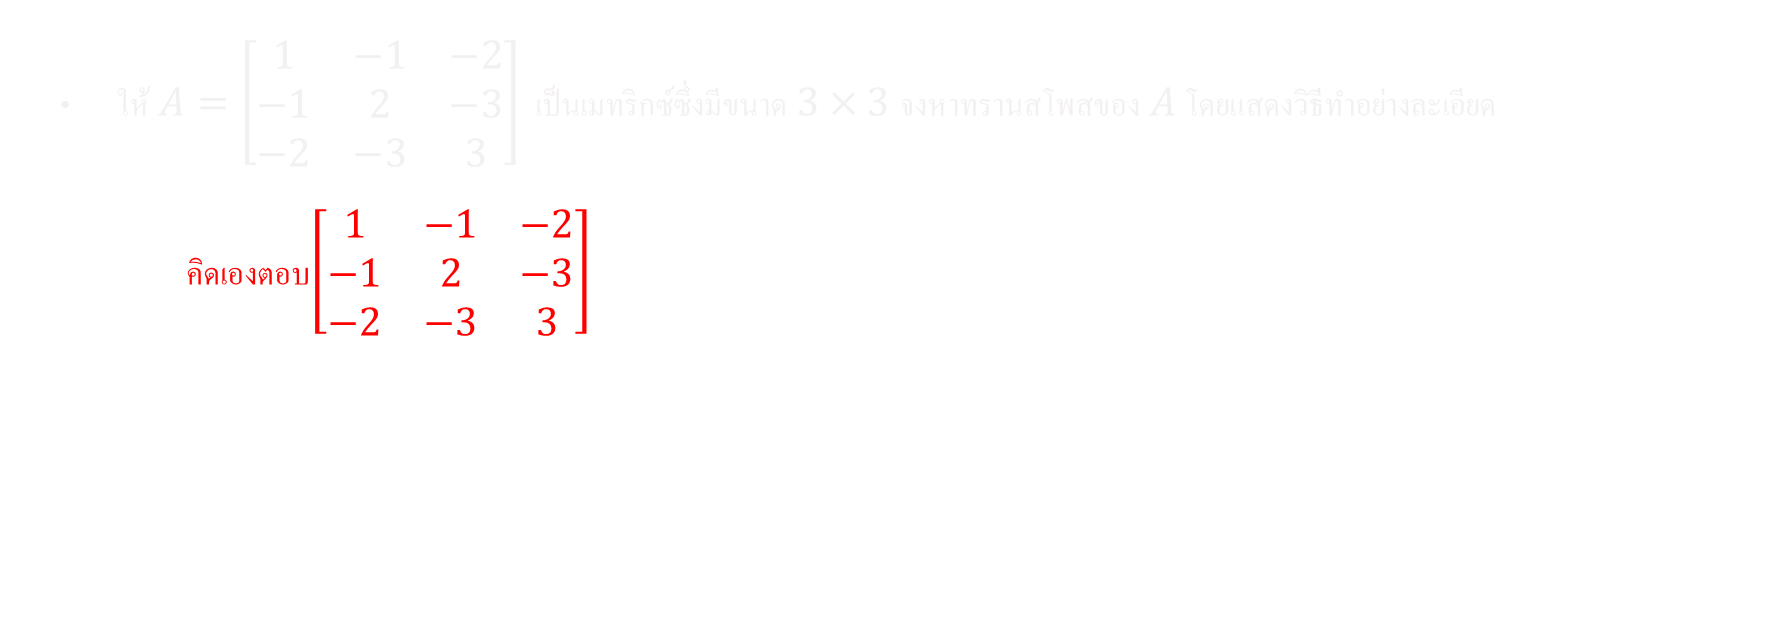 • ให้ A = [1 −1 −2; −1 2 −3; −2 −3 3] เป็นเมทริกซ์ซึ่งมีขนาด 3 × 3 จงหาทรานสโพสของ A โดยแสดงวิธีทำอย่างละเอียด
คิดเองตอบ [1 −1 −2; −1 2 −3; −2 −3 3]